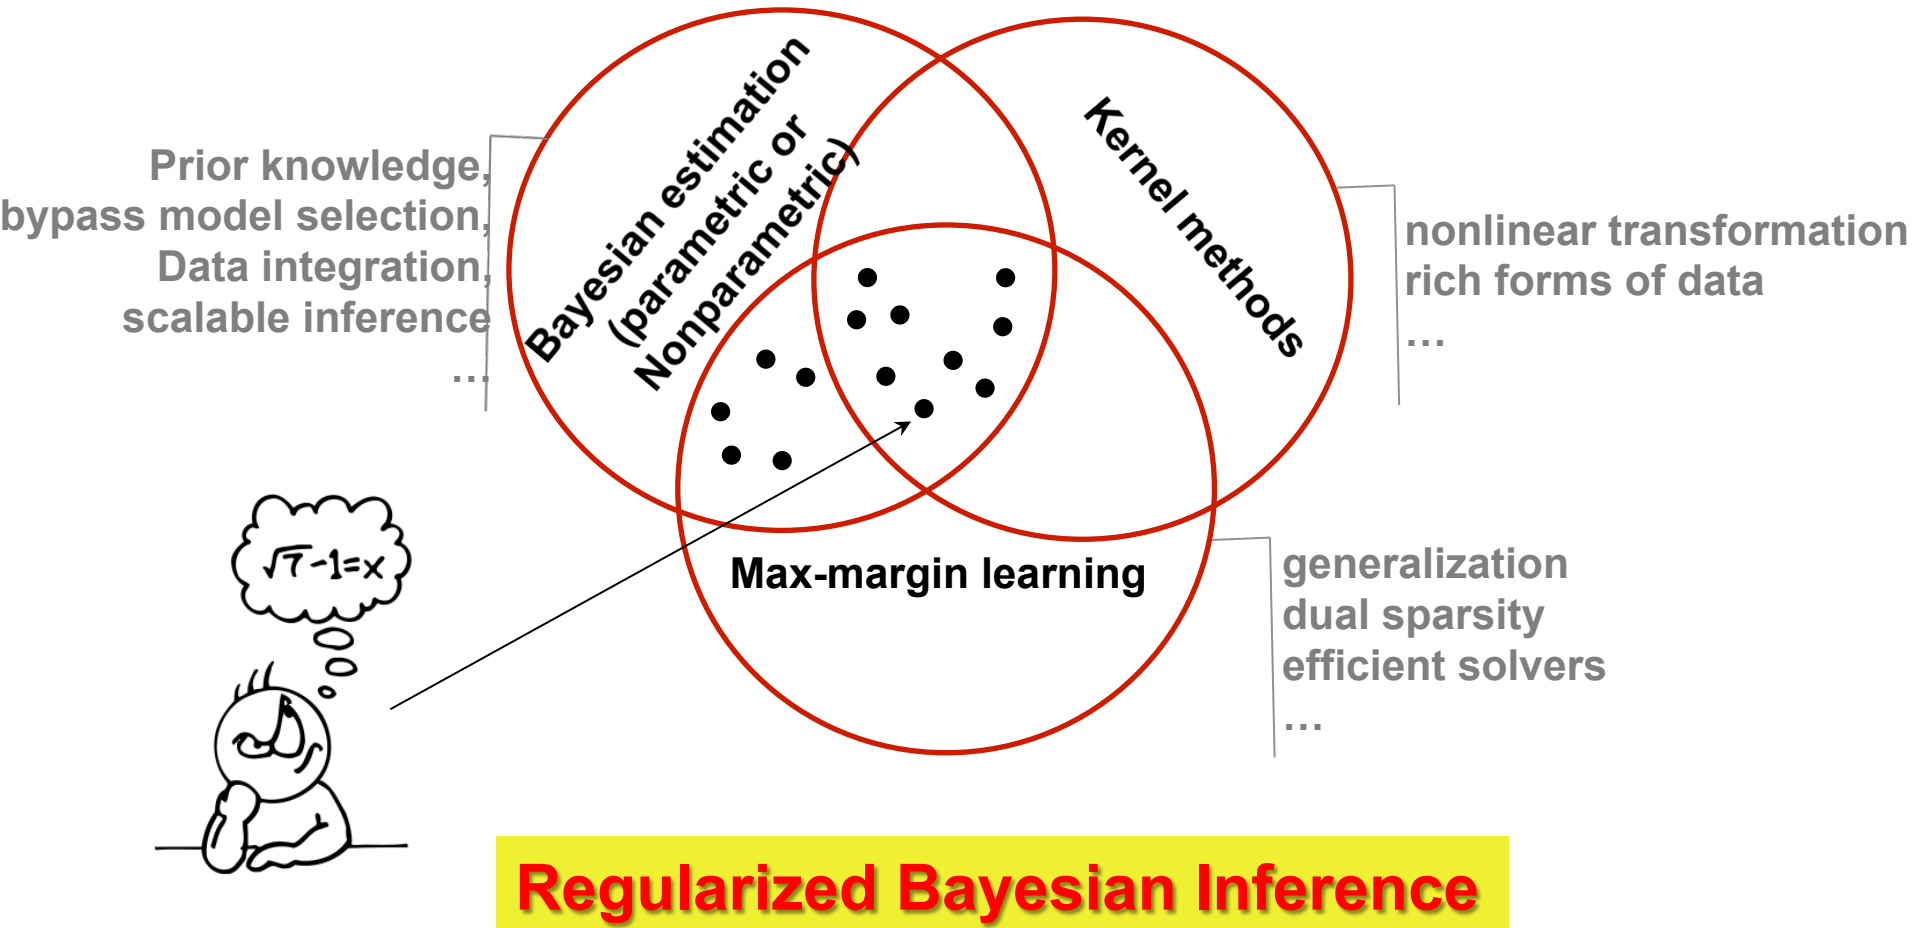 Bayesian estimation
(parametric or
Nonparametric)
Kernel methods
Prior knowledge,
bypass model selection,
Data integration,
scalable inference
…
nonlinear transformation
rich forms of data
…
Max-margin learning
generalization
dual sparsity
efficient solvers
…
√7-1=x
Regularized Bayesian Inference